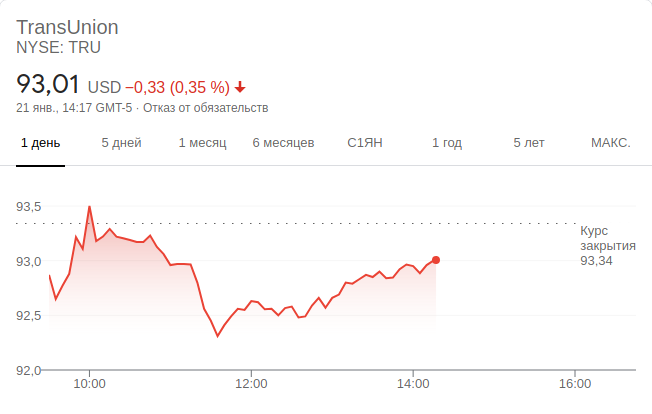 TransUnion
NYSE: TRU
93,01 USD −0,33 (0,35 %)
21 янв., 14:17 GMT-5 · Отказ от обязательств
1 день 5 дней 1 месяц 6 месяцев С1ЯН 1 год 5 лет МАКС.
93,5
93,0
92,5
92,0
Курс
закрытия
93,34
10:00 12:00 14:00 16:00